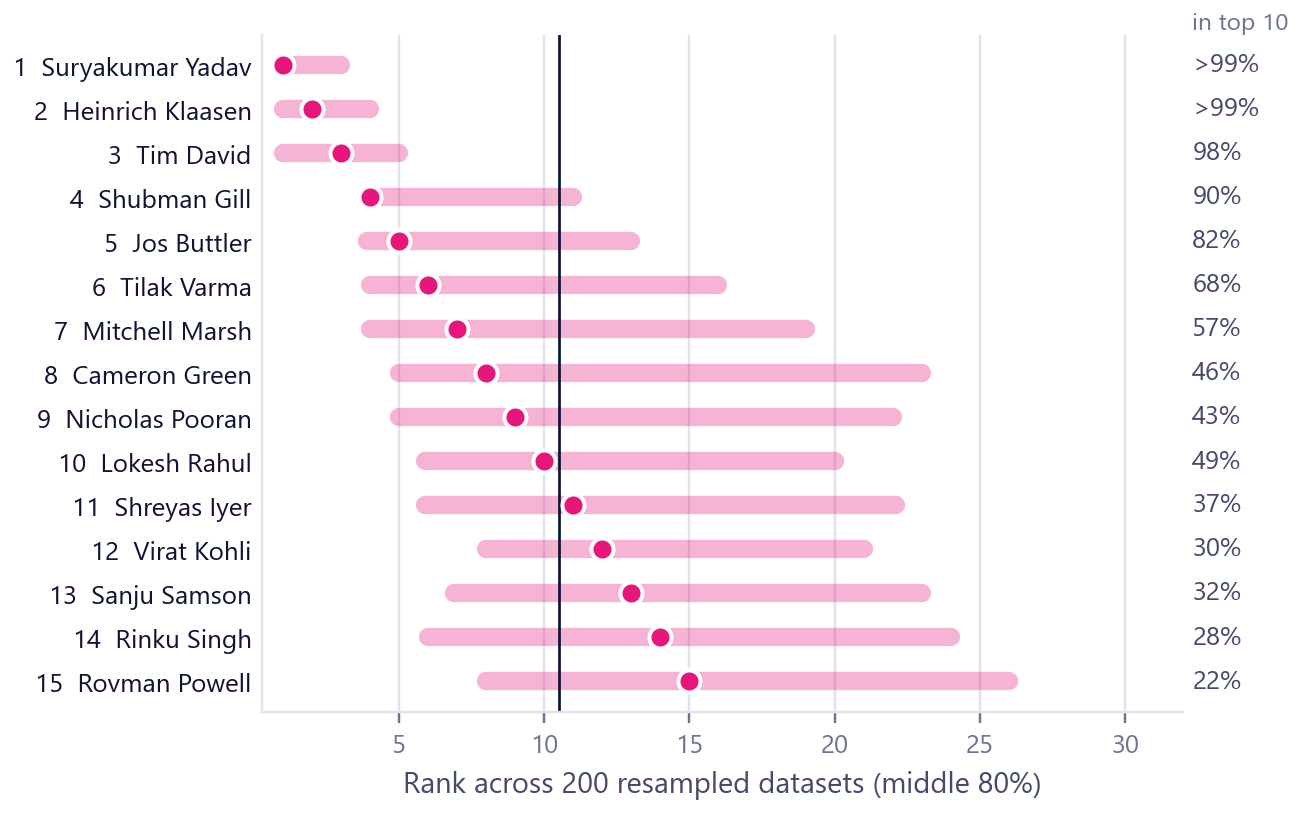 in top 10
1 Suryakumar Yadav >99%
2 Heinrich Klaasen >99%
3 Tim David 98%
4 Shubman Gill 90%
5 Jos Buttler 82%
6 Tilak Varma 68%
7 Mitchell Marsh 57%
8 Cameron Green 46%
9 Nicholas Pooran 43%
10 Lokesh Rahul 49%
11 Shreyas Iyer 37%
12 Virat Kohli 30%
13 Sanju Samson 32%
14 Rinku Singh 28%
15 Rovman Powell 22%
5 10 15 20 25 30
Rank across 200 resampled datasets (middle 80%)